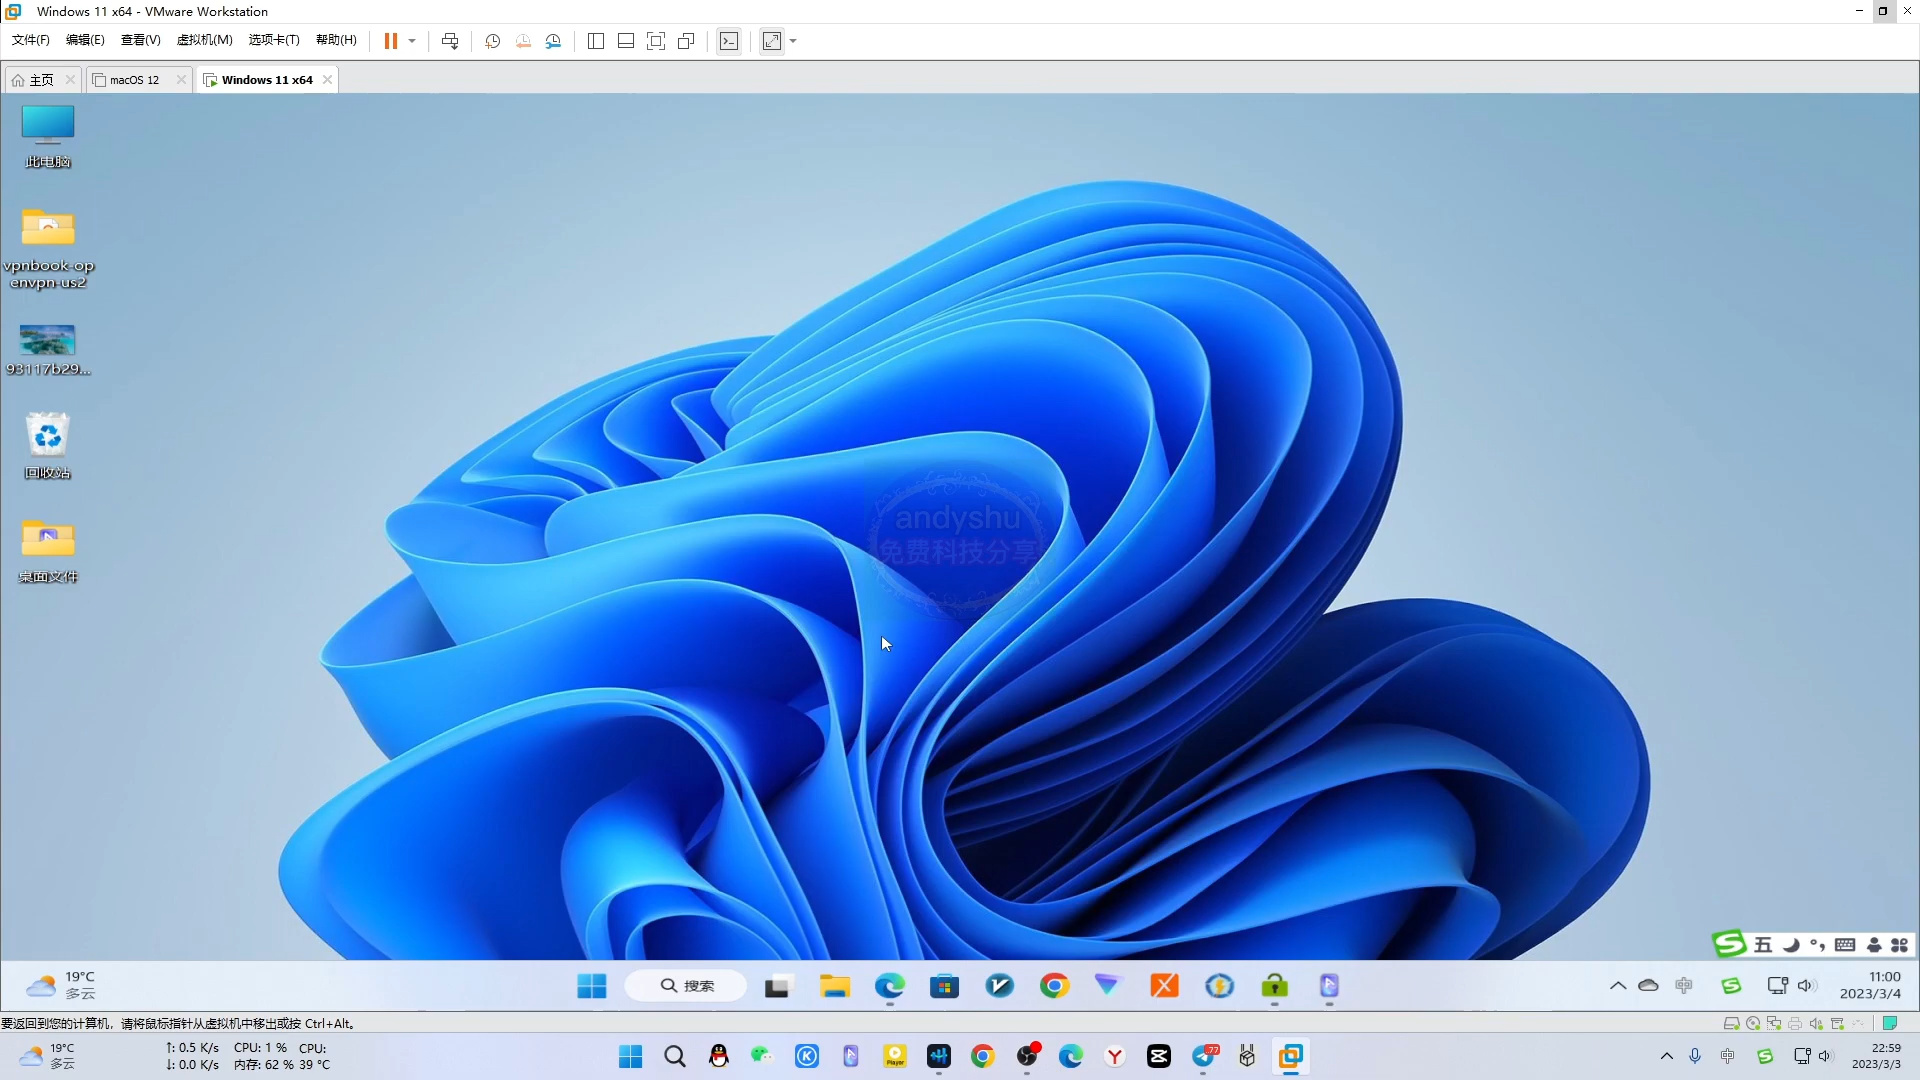 Windows 11 x64 - VMware Workstation
文件(F) 编辑(E) 查看(V) 虚拟机(M) 选项卡(T) 帮助(H)
主页 macOS 12 Windows 11 x64
此电脑
vpnbook-op
envpn-us2
93117b29...
回收站
桌面文件
andyshu
免费科技分享
五
19°C
多云
搜索
中
11:00
2023/3/4
要返回到您的计算机，请将鼠标指针从虚拟机中移出或按 Ctrl+Alt。
19°C
多云
↑: 0.5 K/s CPU: 1 % CPU:
↓: 0.0 K/s 内存: 62 % 39 °C
Player
77
中
22:59
2023/3/3